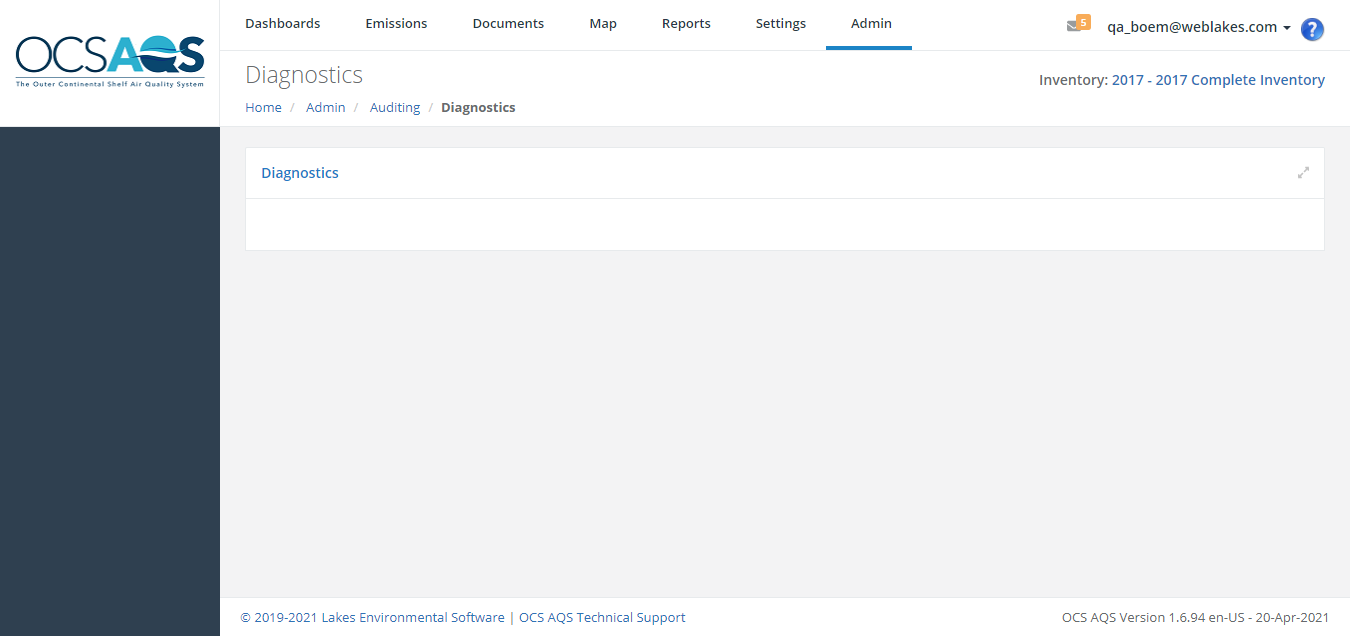 OCSAQS
The Outer Continental Shelf Air Quality System
Dashboards Emissions Documents Map Reports Settings Admin
5 qa_boem@weblakes.com ?
Diagnostics
Inventory: 2017 - 2017 Complete Inventory
Home / Admin / Auditing / Diagnostics
Diagnostics
© 2019-2021 Lakes Environmental Software | OCS AQS Technical Support
OCS AQS Version 1.6.94 en-US - 20-Apr-2021